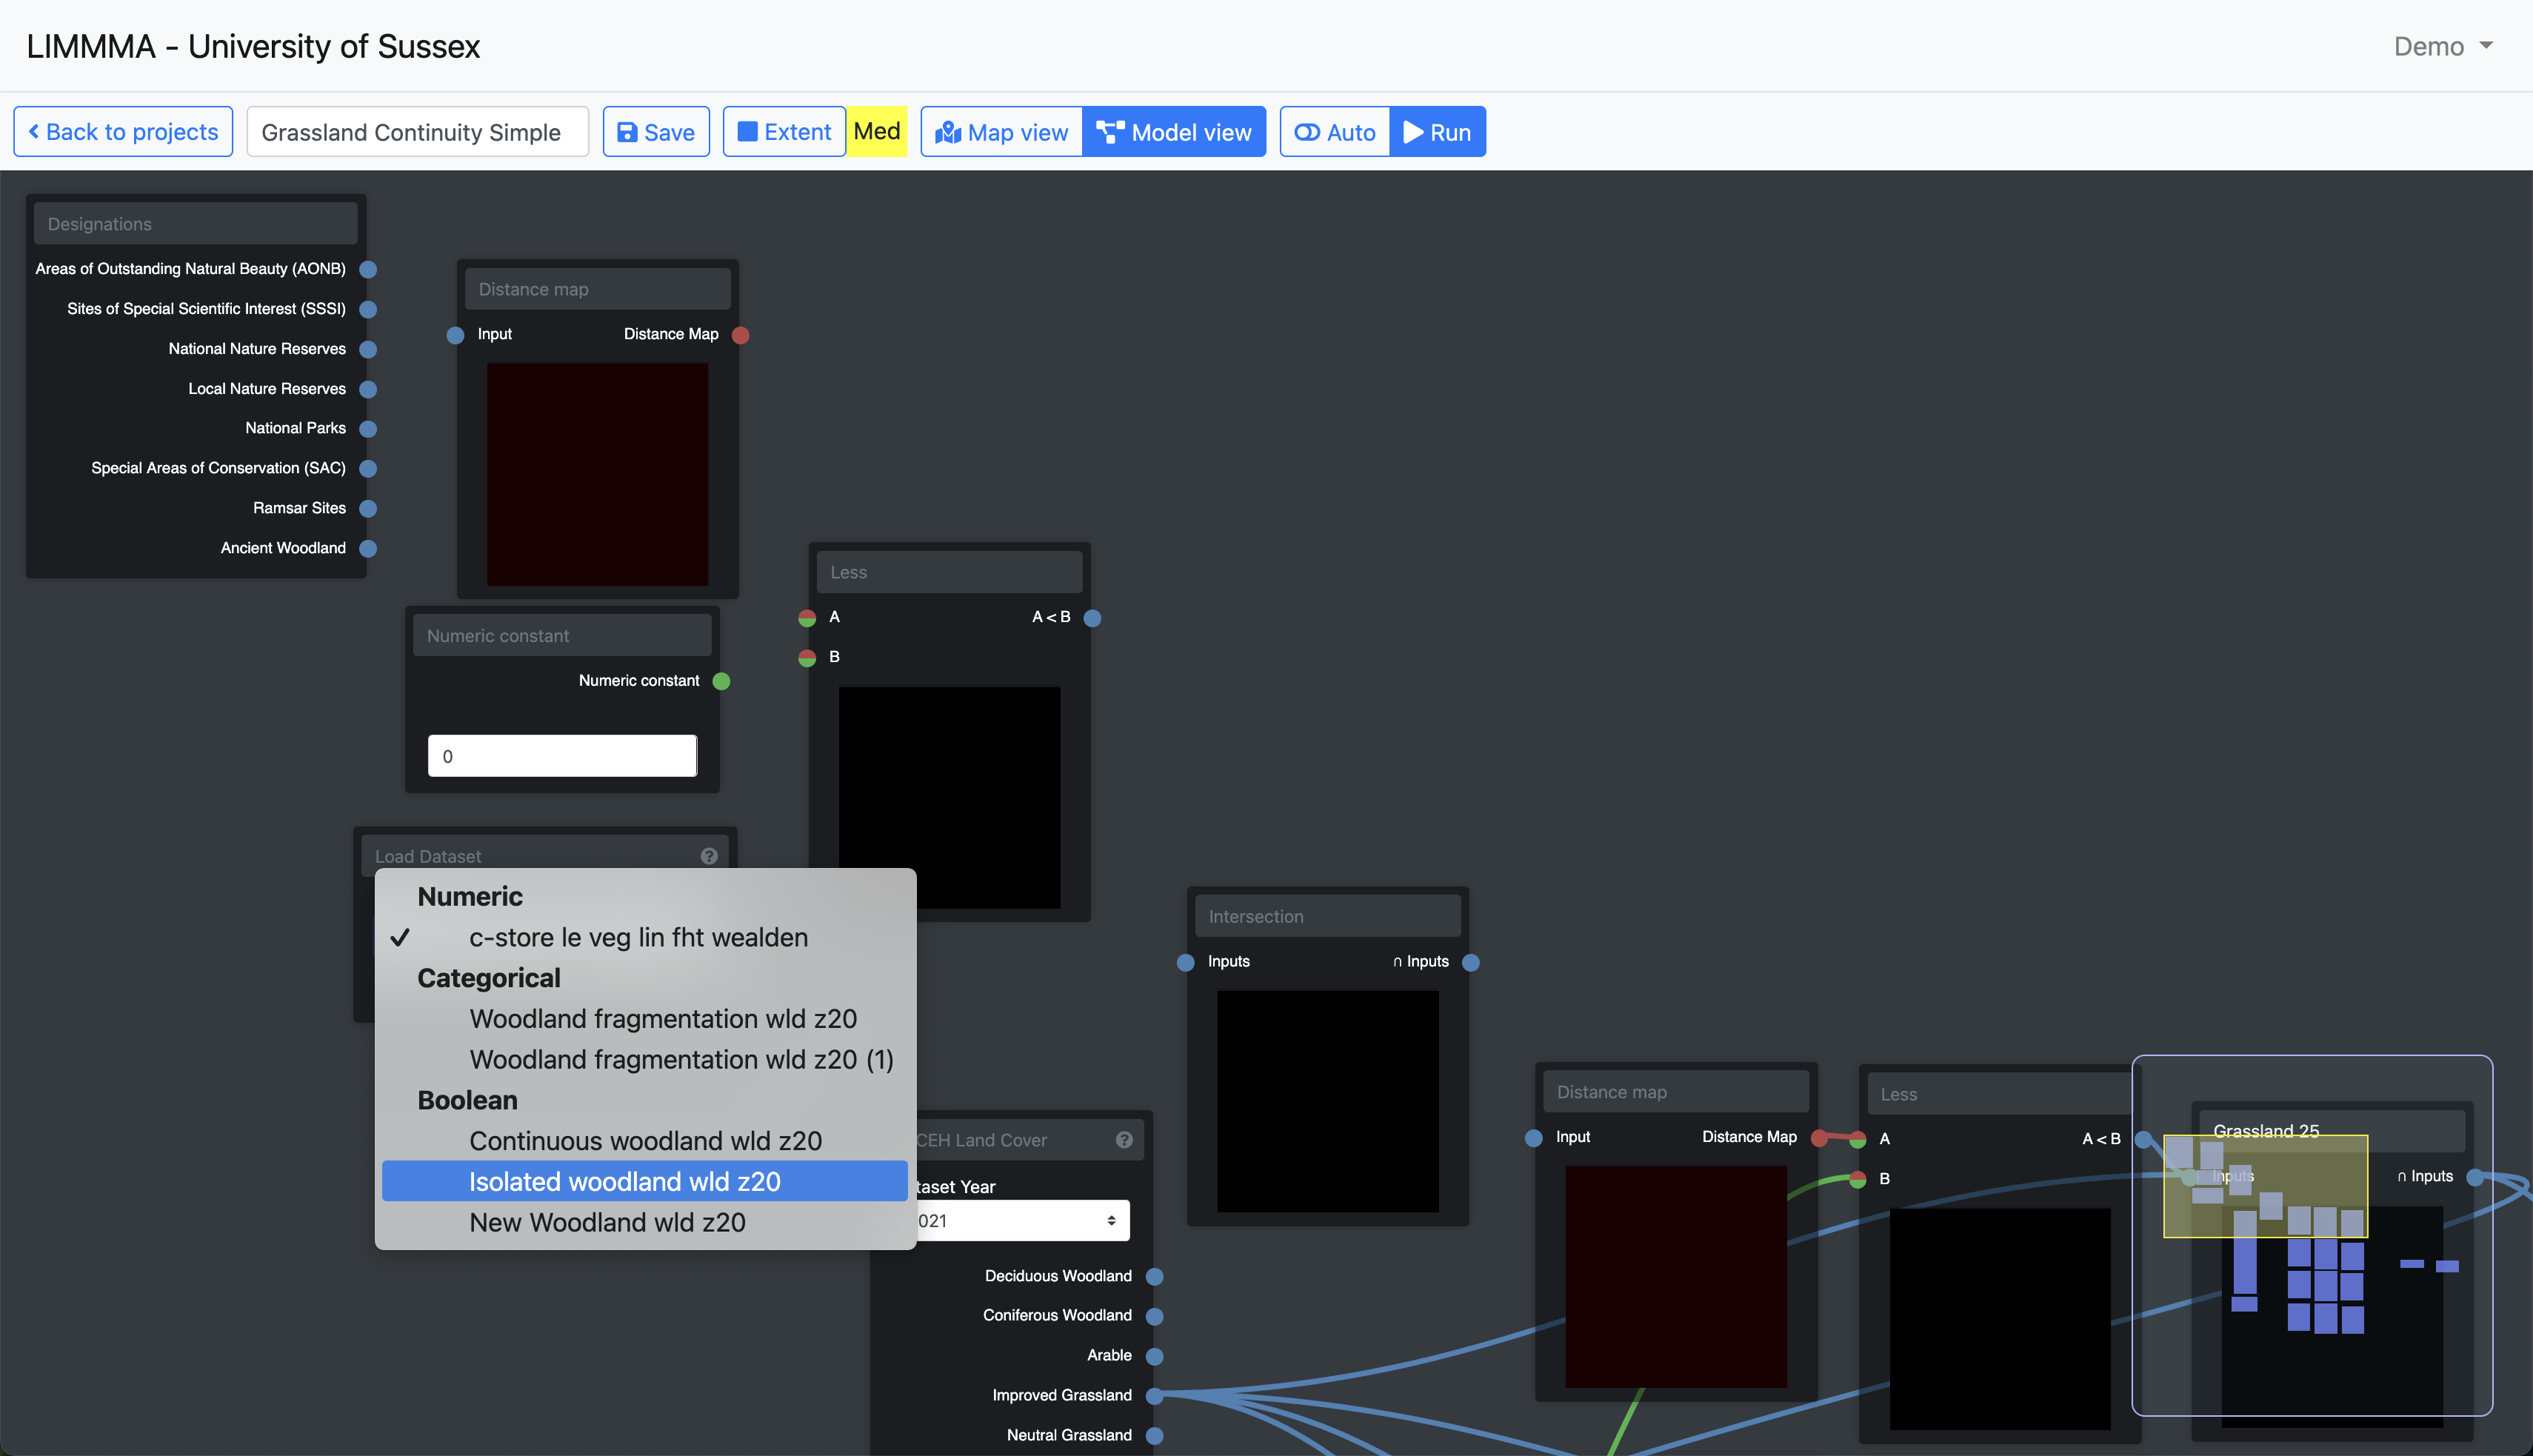 LIMMMA - University of Sussex
Demo
Back to projects
Grassland Continuity Simple
Save
Extent
Med
Map view
Model view
Auto
Run
Designations
Areas of Outstanding Natural Beauty (AONB)
Sites of Special Scientific Interest (SSSI)
National Nature Reserves
Local Nature Reserves
National Parks
Special Areas of Conservation (SAC)
Ramsar Sites
Ancient Woodland
Distance map
Input
Distance Map
Numeric constant
Numeric constant
0
Less
A
A < B
B
Load Dataset
Numeric
c-store le veg lin fht wealden
Categorical
Woodland fragmentation wld z20
Woodland fragmentation wld z20 (1)
Boolean
Continuous woodland wld z20
Isolated woodland wld z20
New Woodland wld z20
Intersection
Inputs
∩ Inputs
CEH Land Cover
taset Year
021
Deciduous Woodland
Coniferous Woodland
Arable
Improved Grassland
Neutral Grassland
Distance map
Input
Distance Map
Less
A
A < B
B
Grassland 25
Inputs
∩ Inputs